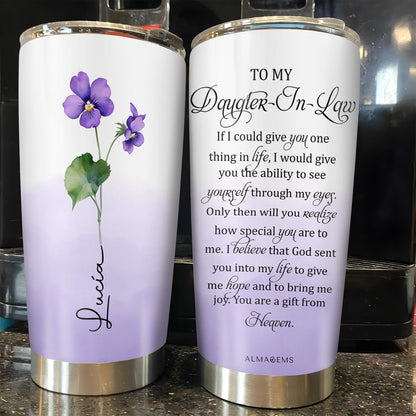 Lucía
TO MY
Daugter-In-Law
If I could give you one
thing in life, I would give
you the ability to see
yourself through my eyes.
Only then will you realize
how special you are to
me. I believe that God sent
you into my life to give
me hope and to bring me
joy. You are a gift from
Heaven.
ALMAGEMS